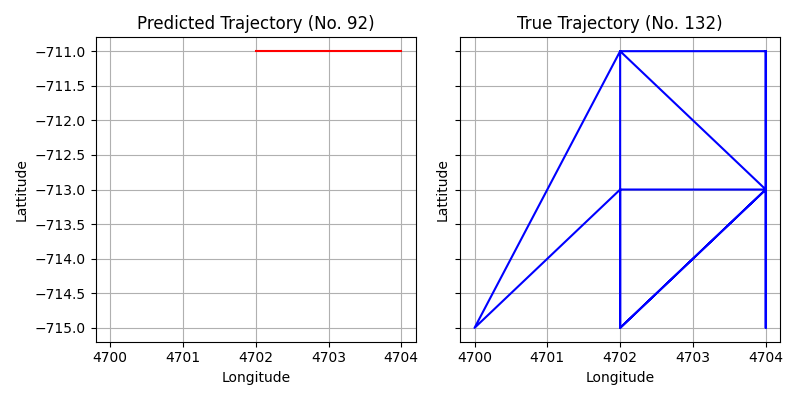 Predicted Trajectory (No. 92)
True Trajectory (No. 132)
−711.0
−711.5
−712.0
−712.5
−713.0
−713.5
−714.0
−714.5
−715.0
Lattitude
Lattitude
4700 4701 4702 4703 4704
4700 4701 4702 4703 4704
Longitude
Longitude